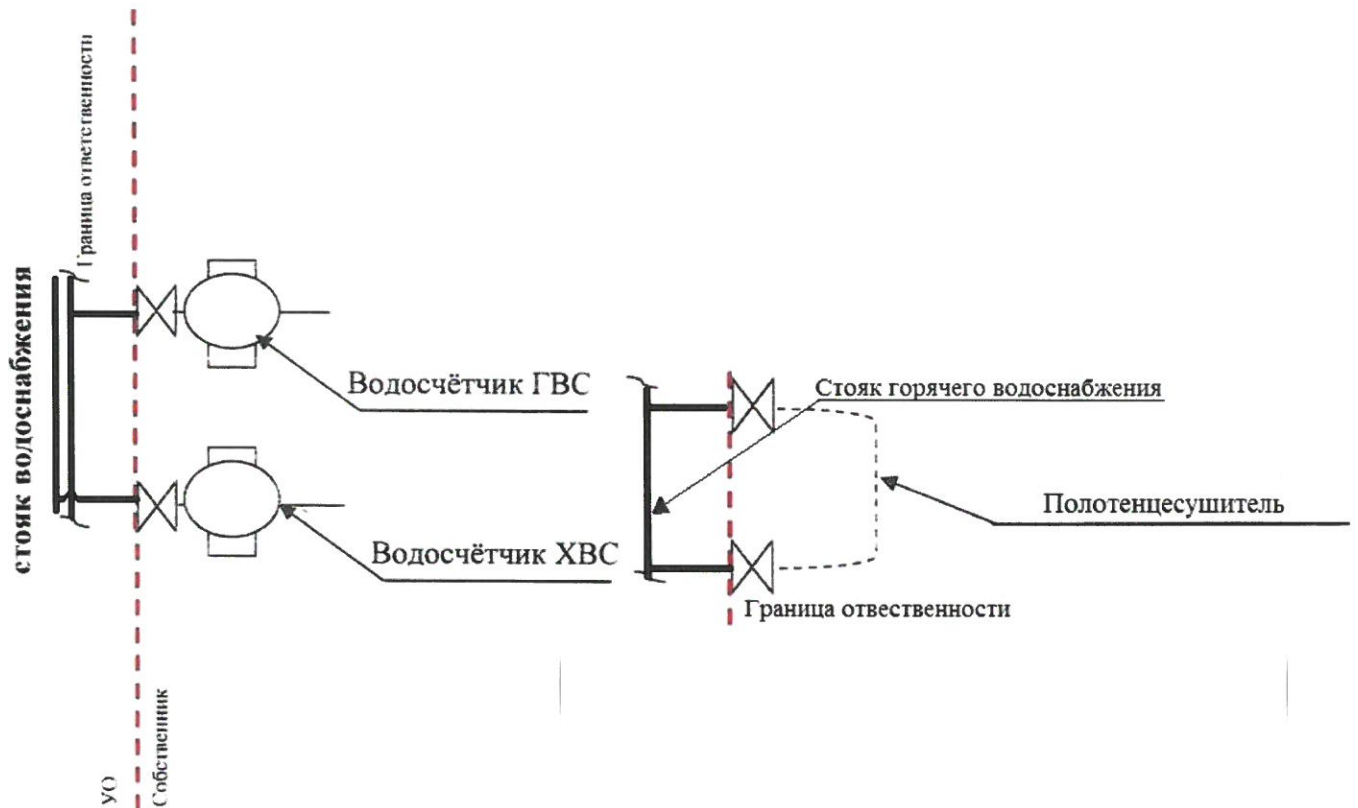 стояк водоснабжения
Граница ответственности
Водосчётчик ГВС
Водосчётчик ХВС
УО
Собственник
Стояк горячего водоснабжения
Полотенцесушитель
Граница отвественности